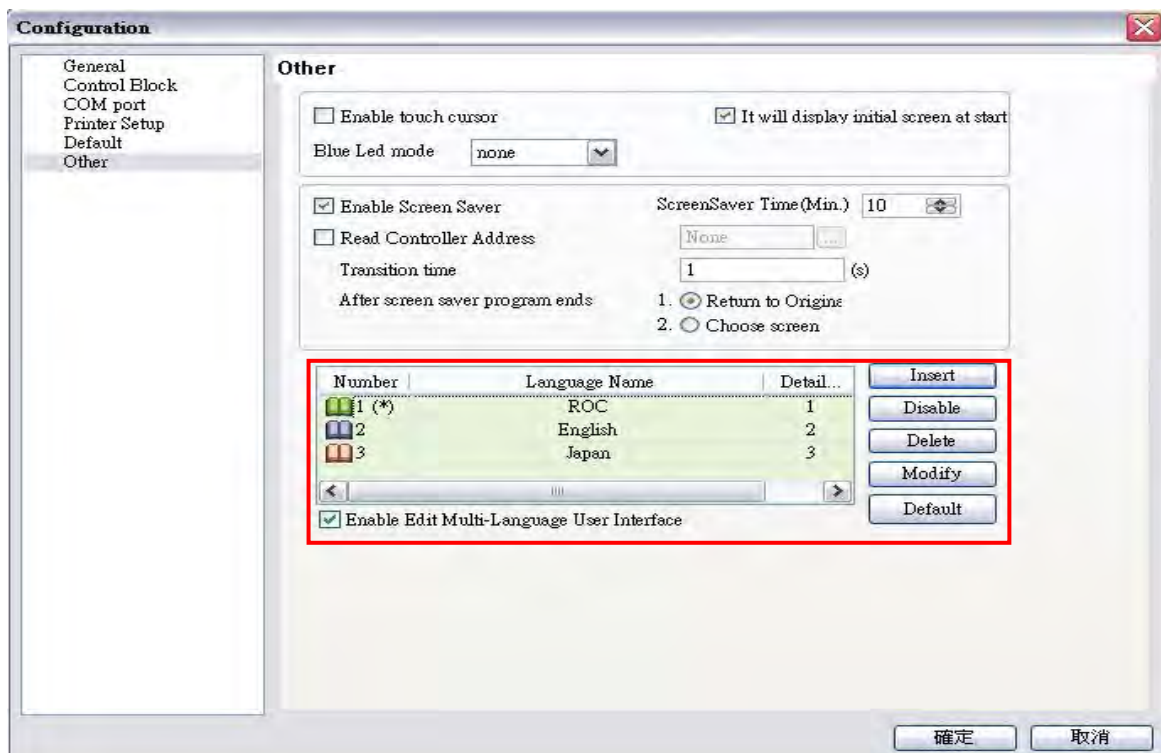 Configuration
General
Control Block
COM port
Printer Setup
Default
Other
Other
Enable touch cursor
It will display initial screen at start
Blue Led mode none
Enable Screen Saver ScreenSaver Time(Min.) 10
Read Controller Address None ...
Transition time 1 (s)
After screen saver program ends 1. Return to Origina
2. Choose screen
Number Language Name Detail...
1 (*) ROC 1
2 English 2
3 Japan 3
Enable Edit Multi-Language User Interface
Insert
Disable
Delete
Modify
Default
確定 取消